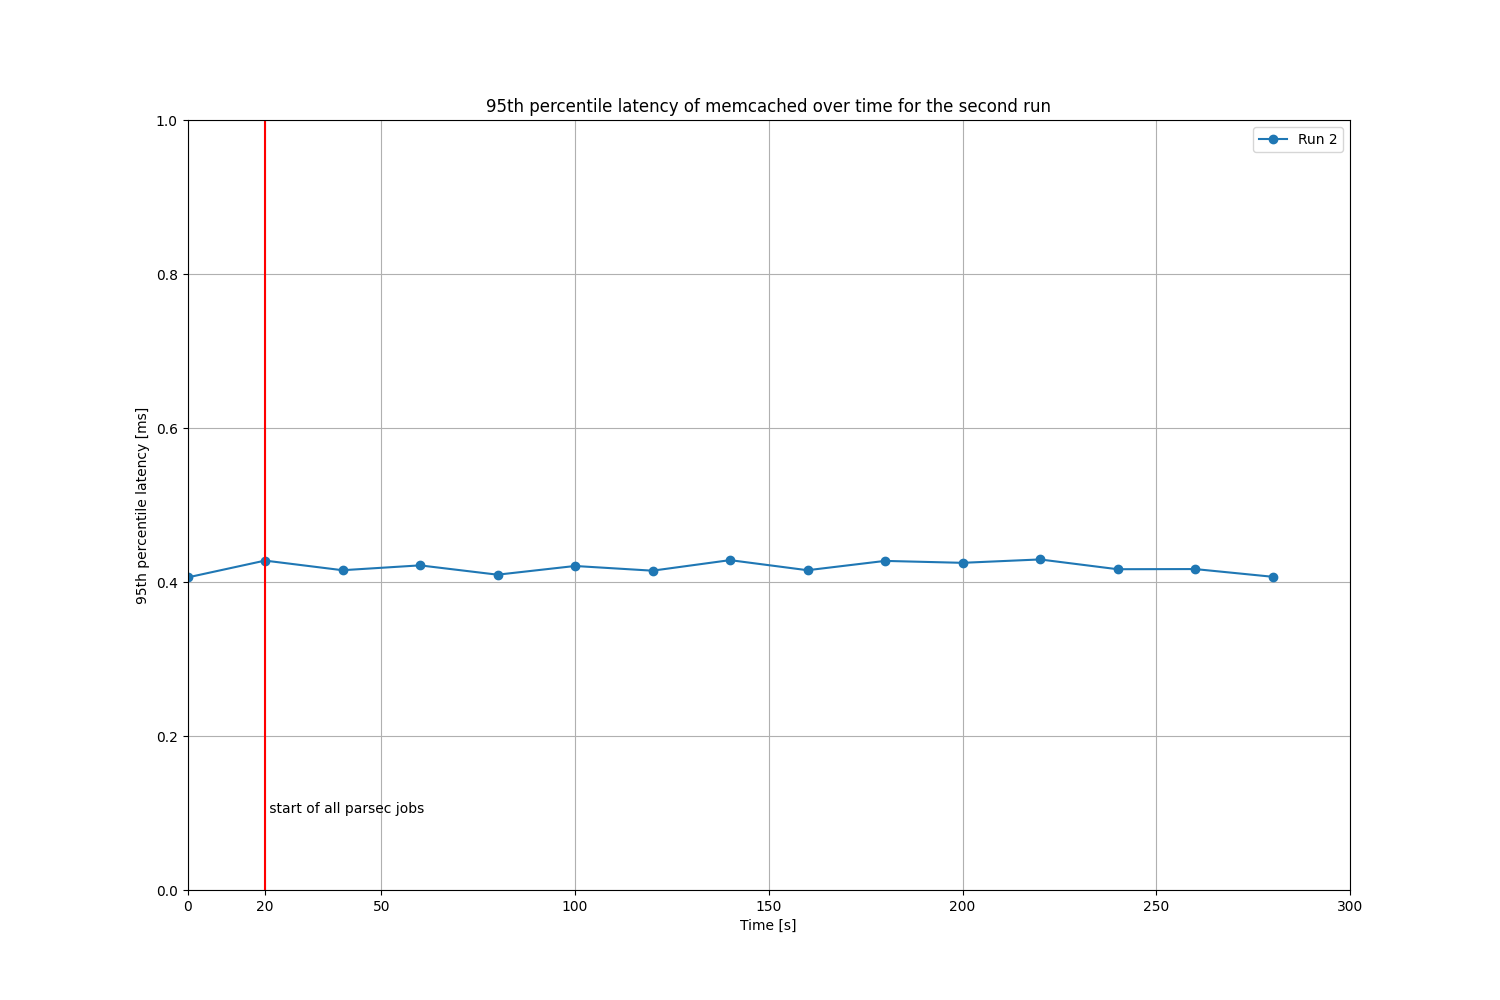 95th percentile latency of memcached over time for the second run
Run 2
95th percentile latency [ms]
1.0
0.8
0.6
0.4
0.2
0.0
start of all parsec jobs
0 20 50 100 150 200 250 300
Time [s]